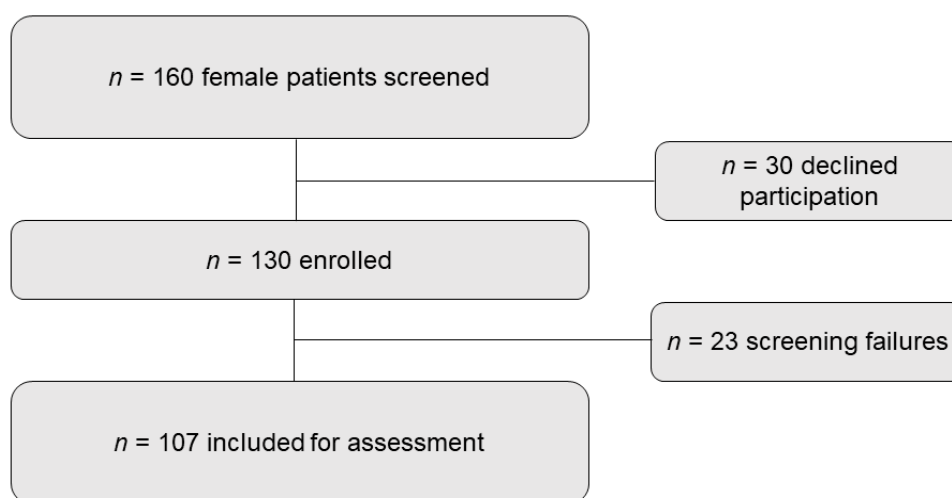 n = 160 female patients screened
n = 30 declined
participation
n = 130 enrolled
n = 23 screening failures
n = 107 included for assessment